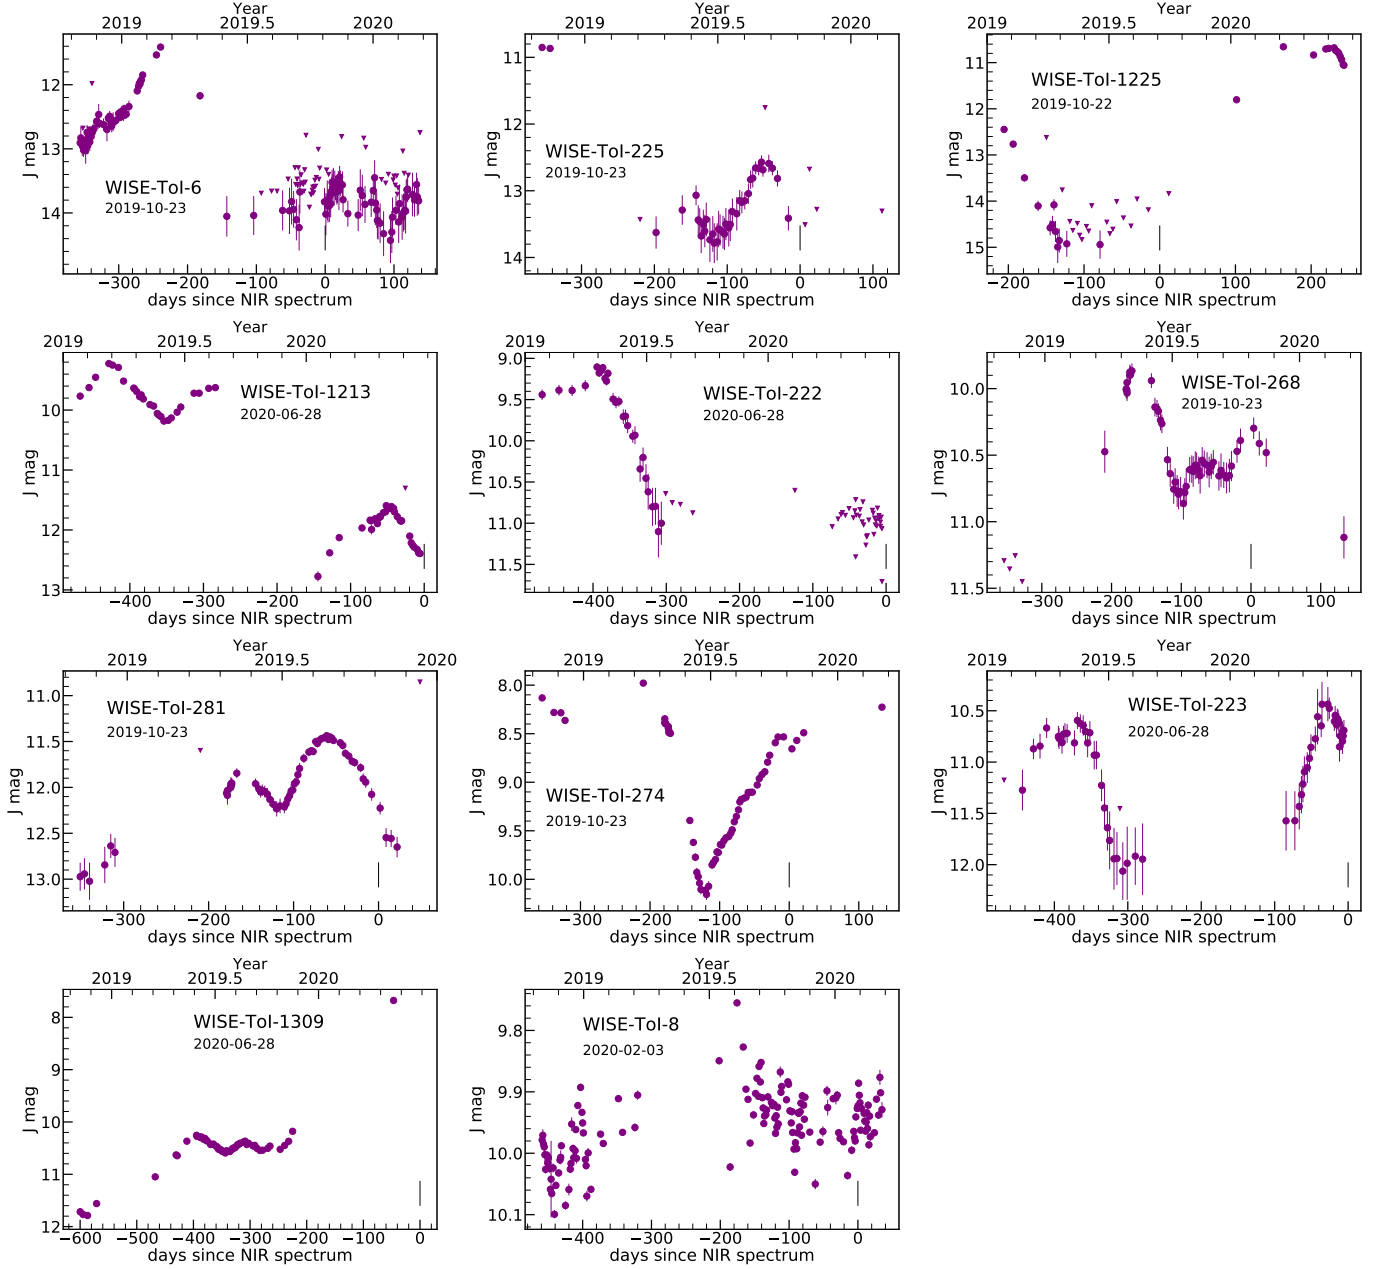 Year
2019 2019.5 2020
J mag
12
13
14
WISE-ToI-6
2019-10-23
−300 −200 −100 0 100
days since NIR spectrum
Year
2019 2019.5 2020
J mag
11
12
13
14
WISE-ToI-225
2019-10-23
−300 −200 −100 0 100
days since NIR spectrum
Year
2019 2019.5 2020
J mag
11
12
13
14
15
WISE-ToI-1225
2019-10-22
−200 −100 0 100 200
days since NIR spectrum
Year
2019 2019.5 2020
J mag
10
11
12
13
WISE-ToI-1213
2020-06-28
−400 −300 −200 −100 0
days since NIR spectrum
Year
2019 2019.5 2020
J mag
9.0
9.5
10.0
10.5
11.0
11.5
WISE-ToI-222
2020-06-28
−400 −300 −200 −100 0
days since NIR spectrum
Year
2019 2019.5 2020
J mag
10.0
10.5
11.0
11.5
WISE-ToI-268
2019-10-23
−300 −200 −100 0 100
days since NIR spectrum
Year
2019 2019.5 2020
J mag
11.0
11.5
12.0
12.5
13.0
WISE-ToI-281
2019-10-23
−300 −200 −100 0
days since NIR spectrum
Year
2019 2019.5 2020
J mag
8.0
8.5
9.0
9.5
10.0
WISE-ToI-274
2019-10-23
−300 −200 −100 0 100
days since NIR spectrum
Year
2019 2019.5 2020
J mag
10.5
11.0
11.5
12.0
WISE-ToI-223
2020-06-28
−400 −300 −200 −100 0
days since NIR spectrum
Year
2019 2019.5 2020
J mag
8
9
10
11
12
WISE-ToI-1309
2020-06-28
−600 −500 −400 −300 −200 −100 0
days since NIR spectrum
Year
2019 2019.5 2020
J mag
9.8
9.9
10.0
10.1
WISE-ToI-8
2020-02-03
−400 −300 −200 −100 0
days since NIR spectrum